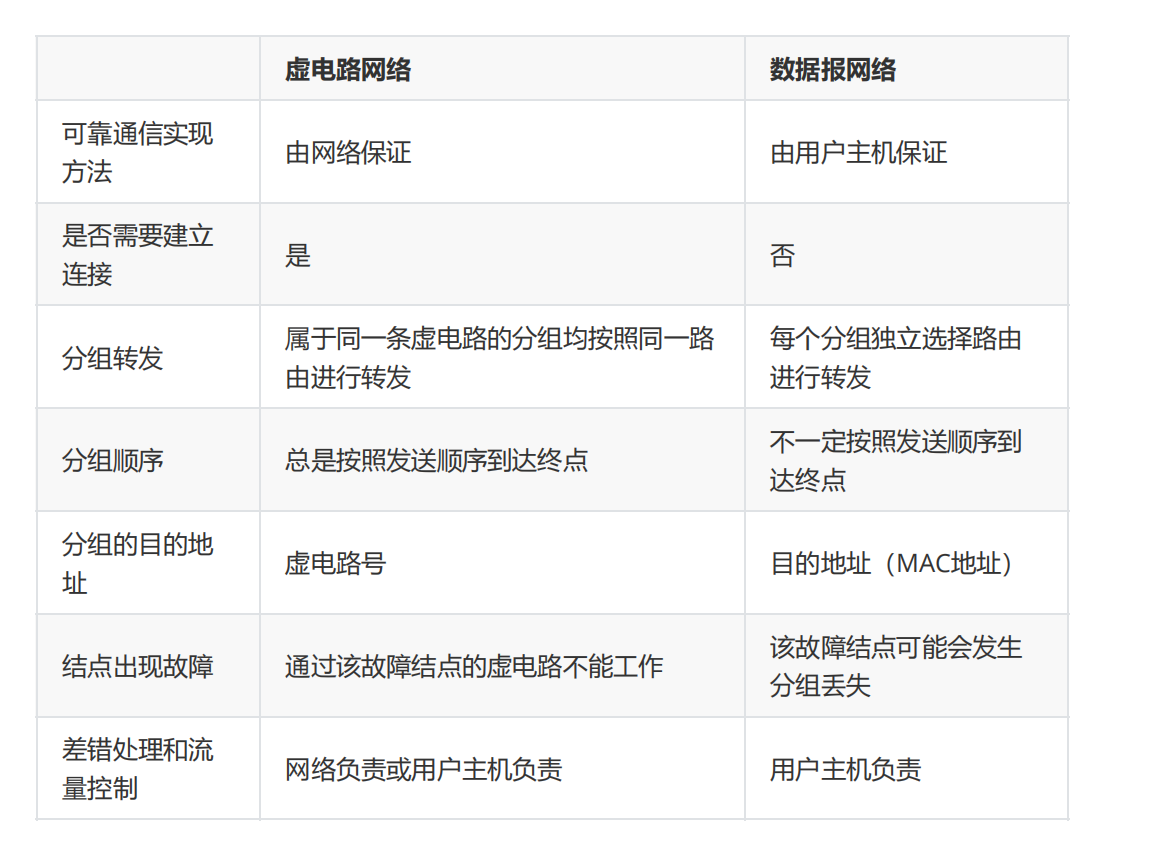 虚电路网络 数据报网络
可靠通信实现
方法
由网络保证
由用户主机保证
是否需要建立
连接
是
否
分组转发
属于同一条虚电路的分组均按照同一路
由进行转发
每个分组独立选择路由
进行转发
分组顺序
总是按照发送顺序到达终点
不一定按照发送顺序到
达终点
分组的目的地
址
虚电路号
目的地址（MAC地址）
结点出现故障
通过该故障结点的虚电路不能工作
该故障结点可能会发生
分组丢失
差错处理和流
量控制
网络负责或用户主机负责
用户主机负责